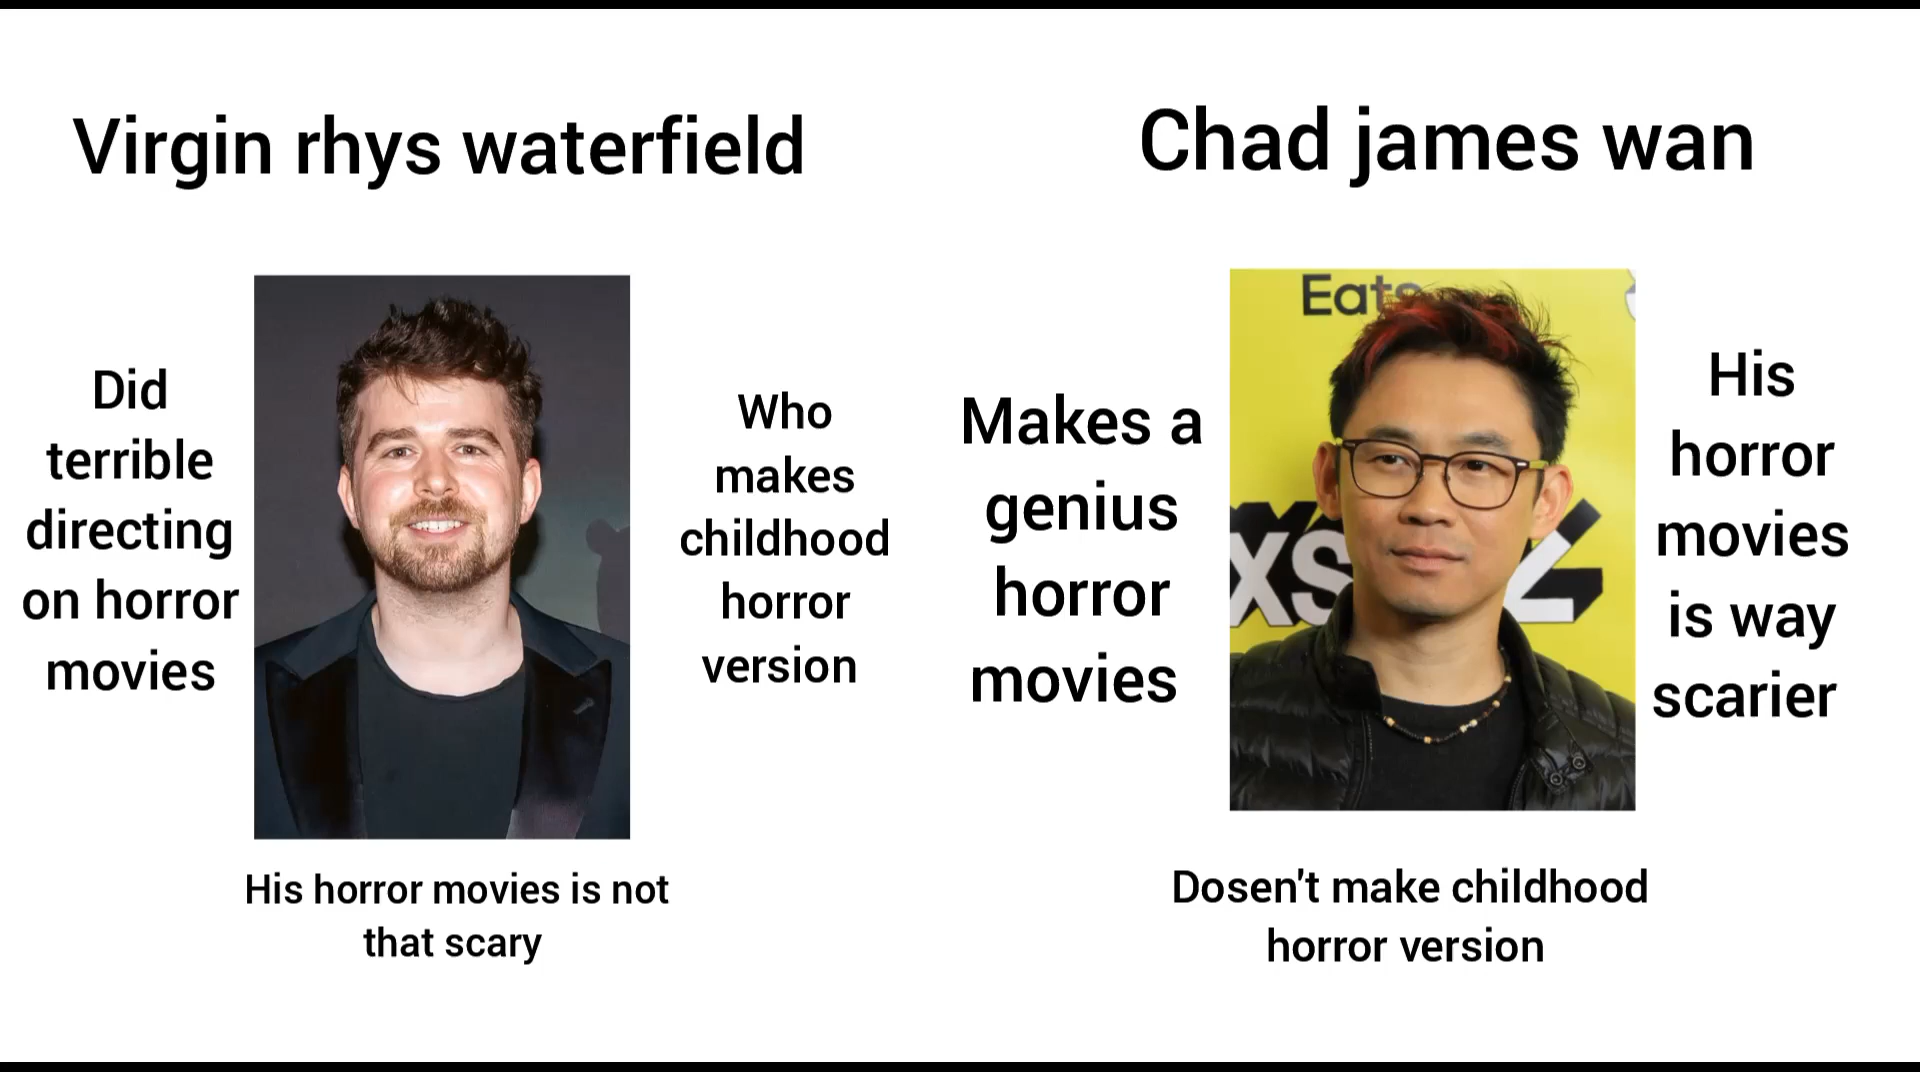 Virgin rhys waterfield
Did
terrible
directing
on horror
movies
Who
makes
childhood
horror
version
His horror movies is not
that scary
Chad james wan
Eats
XS
Makes a
genius
horror
movies
His
horror
movies
is way
scarier
Dosen't make childhood
horror version